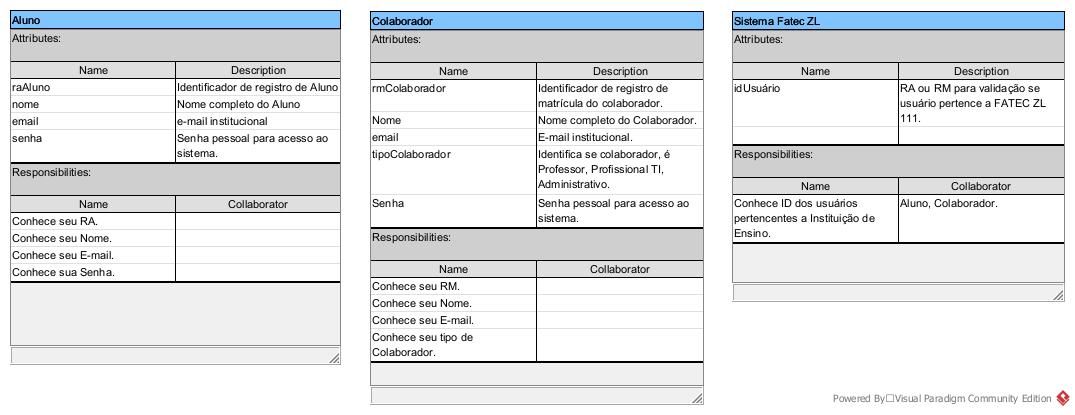 Aluno
Attributes:
Name Description
raAluno Identificador de registro de Aluno
nome Nome completo do Aluno
email e-mail institucional
senha Senha pessoal para acesso ao
sistema.
Responsibilities:
Name Collaborator
Conhece seu RA.
Conhece seu Nome.
Conhece seu E-mail.
Conhece sua Senha.
Colaborador
Attributes:
Name Description
rmColaborador Identificador de registro de
matrícula do colaborador.
Nome Nome completo do Colaborador.
email E-mail institucional.
tipoColaborador Identifica se colaborador, é
Professor, Profissional TI,
Administrativo.
Senha Senha pessoal para acesso ao
sistema.
Responsibilities:
Name Collaborator
Conhece seu RM.
Conhece seu Nome.
Conhece seu E-mail.
Conhece seu tipo de
Colaborador.
Sistema Fatec ZL
Attributes:
Name Description
idUsuário RA ou RM para validação se
usuário pertence a FATEC ZL
111.
Responsibilities:
Name Collaborator
Conhece ID dos usuários Aluno, Colaborador.
pertencentes a Instituição de
Ensino.
Powered By□Visual Paradigm Community Edition